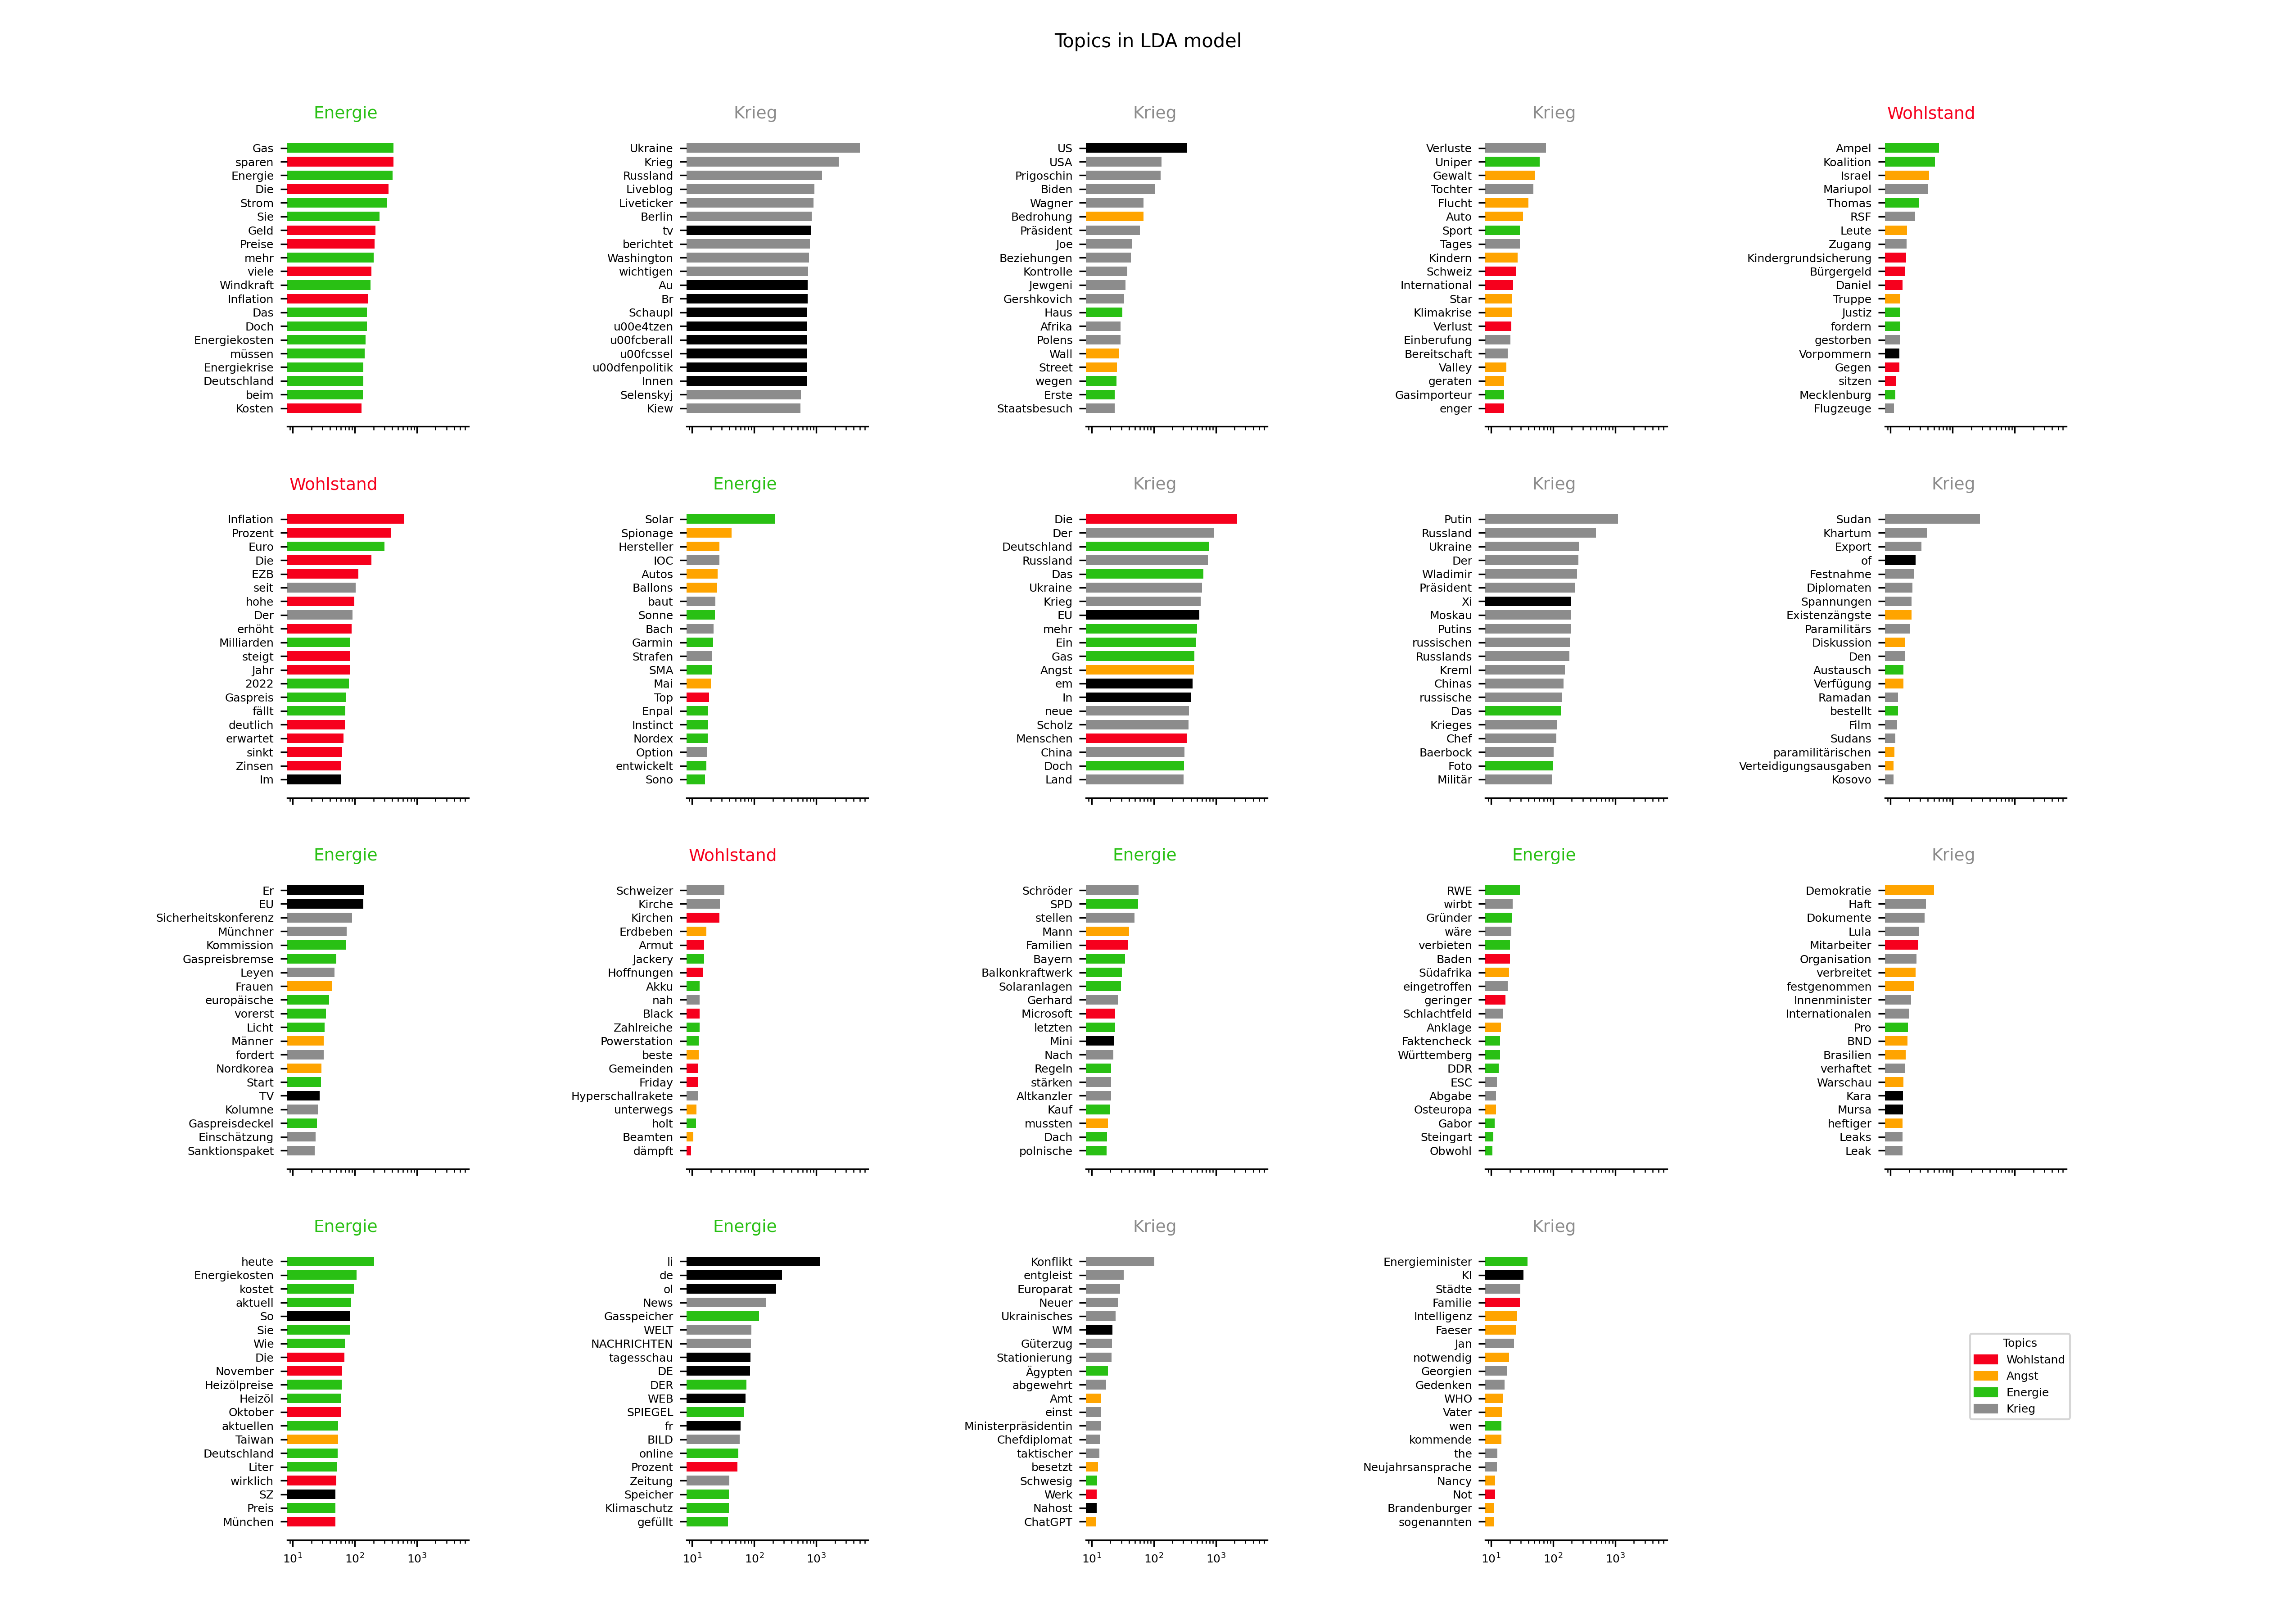 Topics in LDA model
Energie
Gas
sparen
Energie
Die
Strom
Sie
Geld
Preise
mehr
viele
Windkraft
Inflation
Das
Doch
Energiekosten
müssen
Energiekrise
Deutschland
beim
Kosten
Krieg
Ukraine
Krieg
Russland
Liveblog
Liveticker
Berlin
tv
berichtet
Washington
wichtigen
Au
Br
Schaupl
u00e4tzen
u00fcberall
u00fcssel
u00dfenpolitik
Innen
Selenskyj
Kiew
Krieg
US
USA
Prigoschin
Biden
Wagner
Bedrohung
Präsident
Joe
Beziehungen
Kontrolle
Jewgeni
Gershkovich
Haus
Afrika
Polens
Wall
Street
wegen
Erste
Staatsbesuch
Krieg
Verluste
Uniper
Gewalt
Tochter
Flucht
Auto
Sport
Tages
Kindern
Schweiz
International
Star
Klimakrise
Verlust
Einberufung
Bereitschaft
Valley
geraten
Gasimporteur
enger
Wohlstand
Ampel
Koalition
Israel
Mariupol
Thomas
RSF
Leute
Zugang
Kindergrundsicherung
Bürgergeld
Daniel
Truppe
Justiz
fordern
gestorben
Vorpommern
Gegen
sitzen
Mecklenburg
Flugzeuge
Wohlstand
Inflation
Prozent
Euro
Die
EZB
seit
hohe
Der
erhöht
Milliarden
steigt
Jahr
2022
Gaspreis
fällt
deutlich
erwartet
sinkt
Zinsen
Im
Energie
Solar
Spionage
Hersteller
IOC
Autos
Ballons
baut
Sonne
Bach
Garmin
Strafen
SMA
Mai
Top
Enpal
Instinct
Nordex
Option
entwickelt
Sono
Krieg
Die
Der
Deutschland
Russland
Das
Ukraine
Krieg
EU
mehr
Ein
Gas
Angst
em
In
neue
Scholz
Menschen
China
Doch
Land
Krieg
Putin
Russland
Ukraine
Der
Wladimir
Präsident
Xi
Moskau
Putins
russischen
Russlands
Kreml
Chinas
russische
Das
Krieges
Chef
Baerbock
Foto
Militär
Krieg
Sudan
Khartum
Export
of
Festnahme
Diplomaten
Spannungen
Existenzängste
Paramilitärs
Diskussion
Den
Austausch
Verfügung
Ramadan
bestellt
Film
Sudans
paramilitärischen
Verteidigungsausgaben
Kosovo
Energie
Er
EU
Sicherheitskonferenz
Münchner
Kommission
Gaspreisbremse
Leyen
Frauen
europäische
vorerst
Licht
Männer
fordert
Nordkorea
Start
TV
Kolumne
Gaspreisdeckel
Einschätzung
Sanktionspaket
Wohlstand
Schweizer
Kirche
Kirchen
Erdbeben
Armut
Jackery
Hoffnungen
Akku
nah
Black
Zahlreiche
Powerstation
beste
Gemeinden
Friday
Hyperschallrakete
unterwegs
holt
Beamten
dämpft
Energie
Schröder
SPD
stellen
Mann
Familien
Bayern
Balkonkraftwerk
Solaranlagen
Gerhard
Microsoft
letzten
Mini
Nach
Regeln
stärken
Altkanzler
Kauf
mussten
Dach
polnische
Energie
RWE
wirbt
Gründer
wäre
verbieten
Baden
Südafrika
eingetroffen
geringer
Schlachtfeld
Anklage
Faktencheck
Württemberg
DDR
ESC
Abgabe
Osteuropa
Gabor
Steingart
Obwohl
Krieg
Demokratie
Haft
Dokumente
Lula
Mitarbeiter
Organisation
verbreitet
festgenommen
Innenminister
Internationalen
Pro
BND
Brasilien
verhaftet
Warschau
Kara
Mursa
heftiger
Leaks
Leak
Energie
heute
Energiekosten
kostet
aktuell
So
Sie
Wie
Die
November
Heizölpreise
Heizöl
Oktober
aktuellen
Taiwan
Deutschland
Liter
wirklich
SZ
Preis
München
10¹ 10² 10³
Energie
li
de
ol
News
Gasspeicher
WELT
NACHRICHTEN
tagesschau
DE
DER
WEB
SPIEGEL
fr
BILD
online
Prozent
Zeitung
Speicher
Klimaschutz
gefüllt
10¹ 10² 10³
Krieg
Konflikt
entgleist
Europarat
Neuer
Ukrainisches
WM
Güterzug
Stationierung
Ägypten
abgewehrt
Amt
einst
Ministerpräsidentin
Chefdiplomat
taktischer
besetzt
Schwesig
Werk
Nahost
ChatGPT
10¹ 10² 10³
Krieg
Energieminister
KI
Städte
Familie
Intelligenz
Faeser
Jan
notwendig
Georgien
Gedenken
WHO
Vater
wen
kommende
the
Neujahrsansprache
Nancy
Not
Brandenburger
sogenannten
10¹ 10² 10³
Topics
Wohlstand
Angst
Energie
Krieg